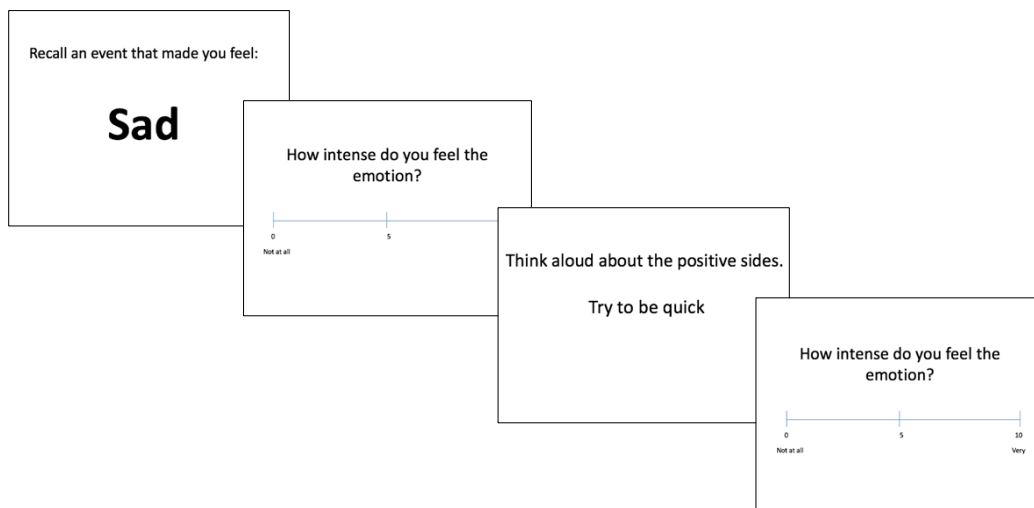 Recall an event that made you feel:
Sad
How intense do you feel the
emotion?
0
5
Not at all
Think aloud about the positive sides.
Try to be quick
How intense do you feel the
emotion?
0
5
10
Not at all
Very